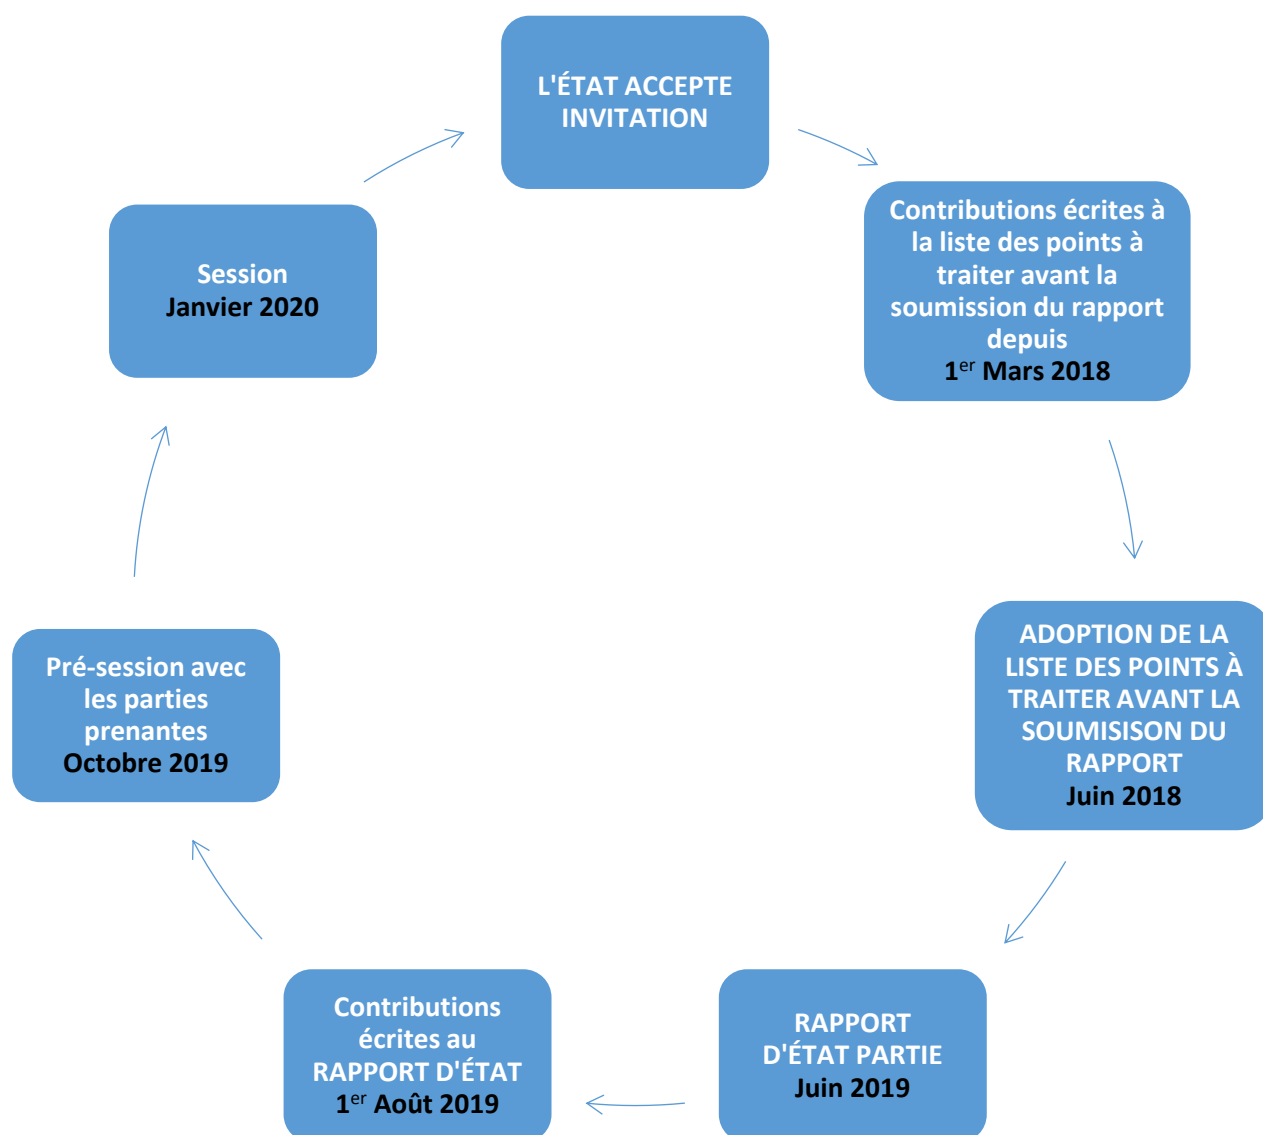 L'ÉTAT ACCEPTE
INVITATION
Contributions écrites à
la liste des points à
traiter avant la
soumission du rapport
depuis
1er Mars 2018
ADOPTION DE LA
LISTE DES POINTS À
TRAITER AVANT LA
SOUMISISON DU
RAPPORT
Juin 2018
RAPPORT
D'ÉTAT PARTIE
Juin 2019
Contributions
écrites au
RAPPORT D'ÉTAT
1er Août 2019
Pré-session avec
les parties
prenantes
Octobre 2019
Session
Janvier 2020